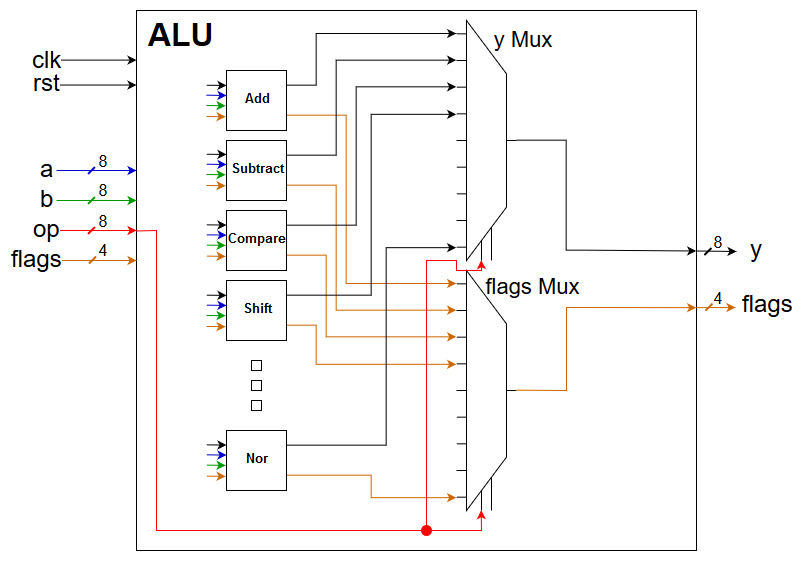 ALU
y Mux
clk
rst
Add
a
8
Subtract
b
8
op
8
Compare
8
y
flags
4
flags Mux
Shift
4
flags
Nor